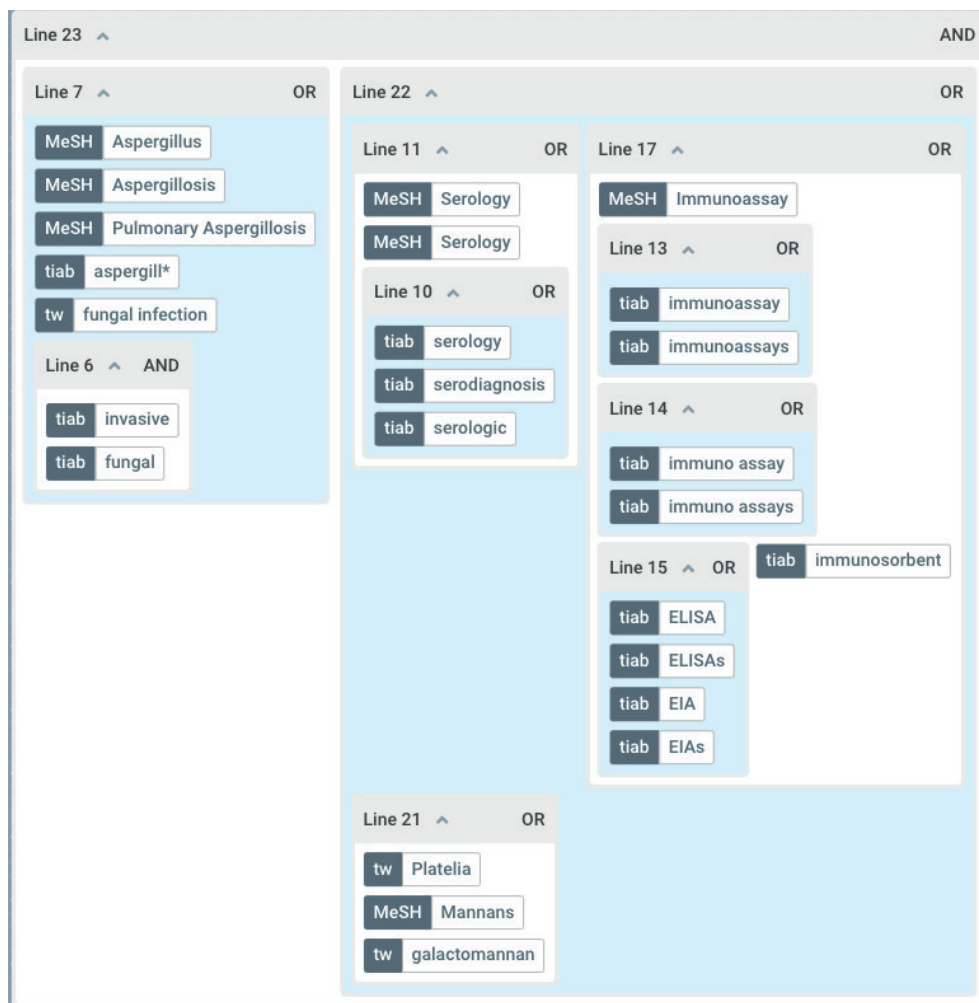 Line 23 AND
Line 7 OR
MeSH Aspergillus
MeSH Aspergillosis
MeSH Pulmonary Aspergillosis
tiab aspergill*
tw fungal infection
Line 6 AND
tiab invasive
tiab fungal
Line 22 OR
Line 11 OR
MeSH Serology
MeSH Serology
Line 10 OR
tiab serology
tiab serodiagnosis
tiab serologic
Line 17 OR
MeSH Immunoassay
Line 13 OR
tiab immunoassay
tiab immunoassays
Line 14 OR
tiab immuno assay
tiab immuno assays
Line 15 OR
tiab ELISA
tiab ELISAs
tiab EIA
tiab EIAs
tiab immunosorbent
Line 21 OR
tw Platelia
MeSH Mannans
tw galactomannan